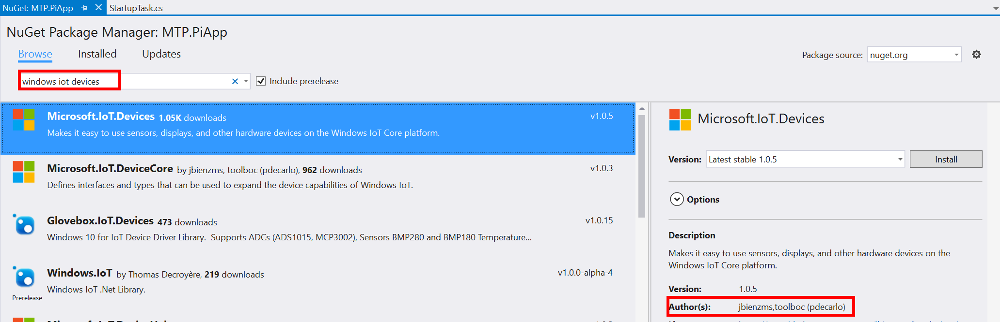 NuGet: MTP.PiApp
StartupTask.cs
NuGet Package Manager: MTP.PiApp
Browse Installed Updates
Package source: nuget.org
windows iot devices
Include prerelease
Microsoft.IoT.Devices 1.05K downloads v1.0.5
Makes it easy to use sensors, displays, and other hardware devices on the Windows IoT Core platform.
Microsoft.IoT.DeviceCore by jbienzms, toolboc (pdecarlo), 962 downloads v1.0.3
Defines interfaces and types that can be used to expand the device capabilities of Windows IoT.
Glovebox.IoT.Devices 473 downloads v1.0.15
Windows 10 for IoT Device Driver Library. Supports ADCs (ADS1015, MCP3002), Sensors BMP280 and BMP180 Temperature...
Windows.IoT by Thomas Decroyère, 219 downloads v1.0.0-alpha-4
Windows IoT .Net Library.
Prerelease
Microsoft.IoT.Devices
Version: Latest stable 1.0.5 Install
Options
Description
Makes it easy to use sensors, displays, and other hardware devices on the
Windows IoT Core platform.
Version: 1.0.5
Author(s): jbienzms,toolboc (pdecarlo)